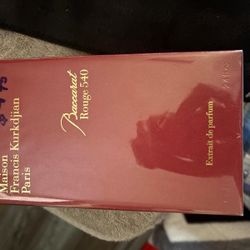 Maison
Francis Kurkdjian
Paris
Baccarat
Rouge 540
Extrait de parfum